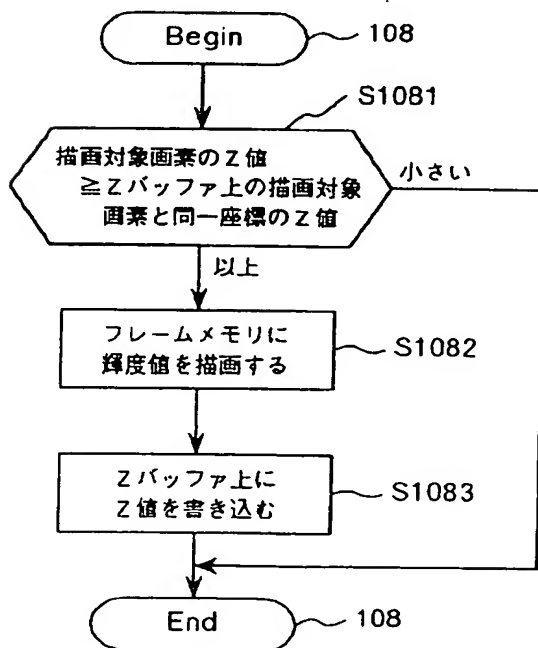 Begin
108
S1081
描画対象画素のZ値
≧Zバッファ上の描画対象
画素と同一座標のZ値
小さい
以上
フレームメモリに
輝度値を描画する
S1082
Zバッファ上に
Z値を書き込む
S1083
End
108